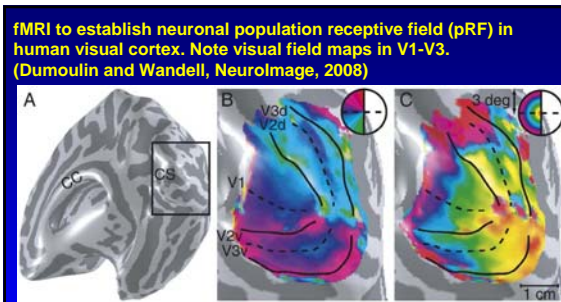 fMRI to establish neuronal population receptive field (pRF) in
human visual cortex. Note visual field maps in V1-V3.
(Dumoulin and Wandell, NeuroImage, 2008)
A
CC
CS
B
V3d
V2d
V1
V2v
V3v
C
3 deg
1 cm